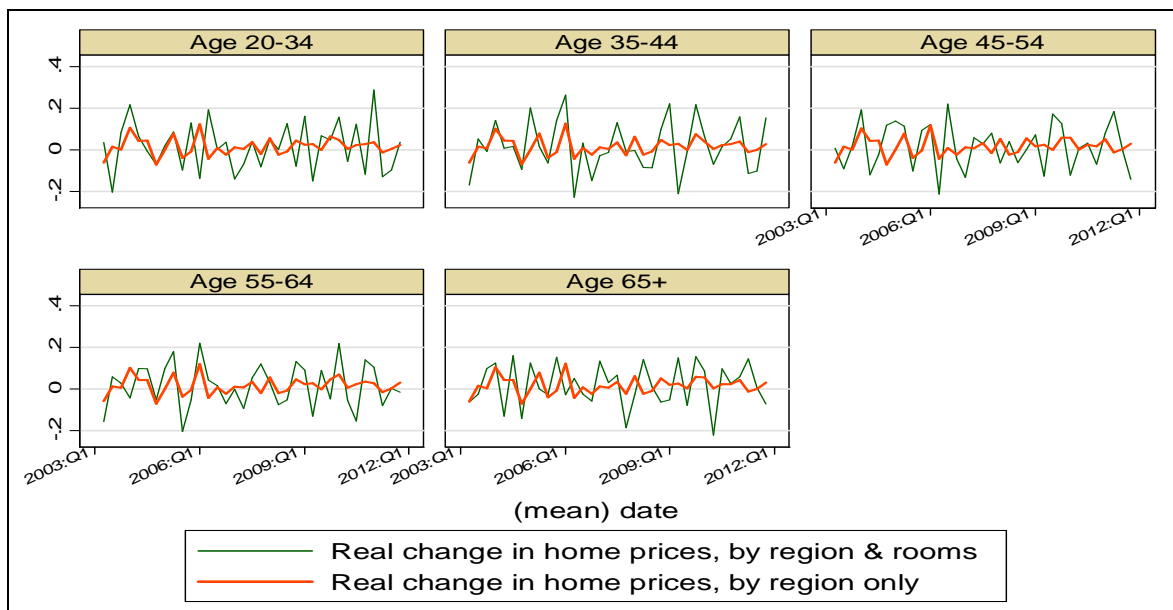 Age 20-34
Age 35-44
Age 45-54
.4
.2
0
-.2
2003:Q1
2006:Q1
2009:Q1
2012:Q1
Age 55-64
Age 65+
.4
.2
0
-.2
2003:Q1
2006:Q1
2009:Q1
2012:Q1
2003:Q1
2006:Q1
2009:Q1
2012:Q1
(mean) date
Real change in home prices, by region & rooms
Real change in home prices, by region only